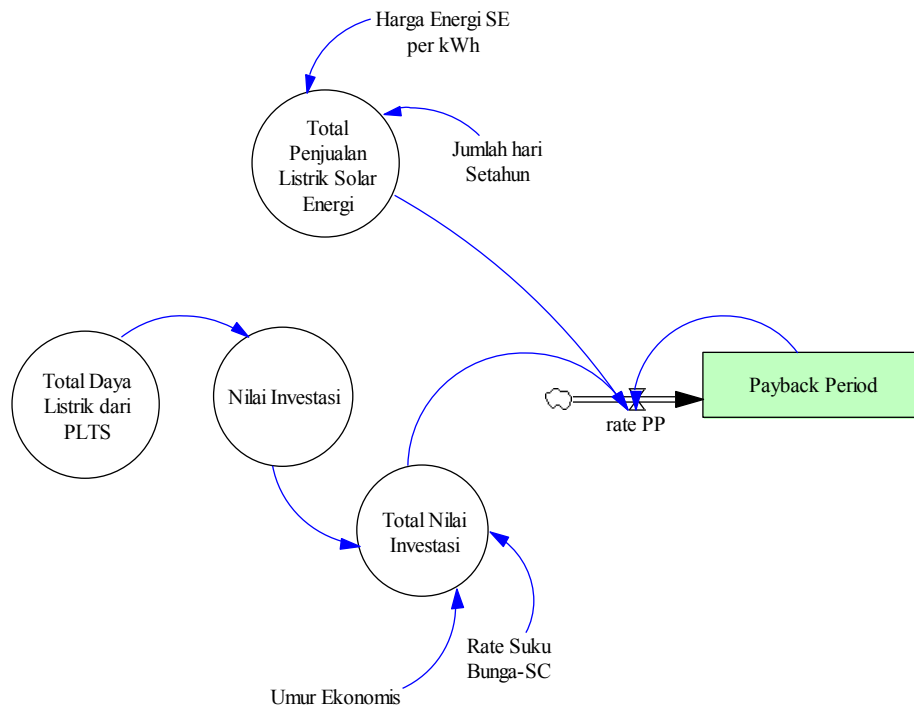 Harga Energi SE
per kWh
Total
Penjualan
Listrik Solar
Energi
Jumlah hari
Setahun
Total Daya
Listrik dari
PLTS
Nilai Investasi
Payback Period
rate PP
Total Nilai
Investasi
Rate Suku
Bunga-SC
Umur Ekonomis